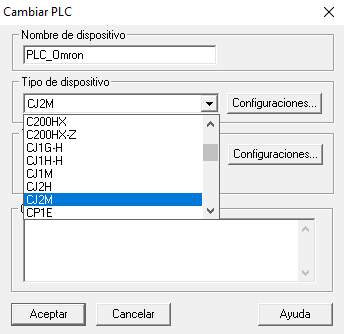 Cambiar PLC
Nombre de dispositivo
PLC_Omron
Tipo de dispositivo
CJ2M
Configuraciones...
C200HX
C200HX-Z
CJ1G-H
CJ1H-H
CJ1M
CJ2H
CJ2M
CP1E
Configuraciones...
Aceptar
Cancelar
Ayuda